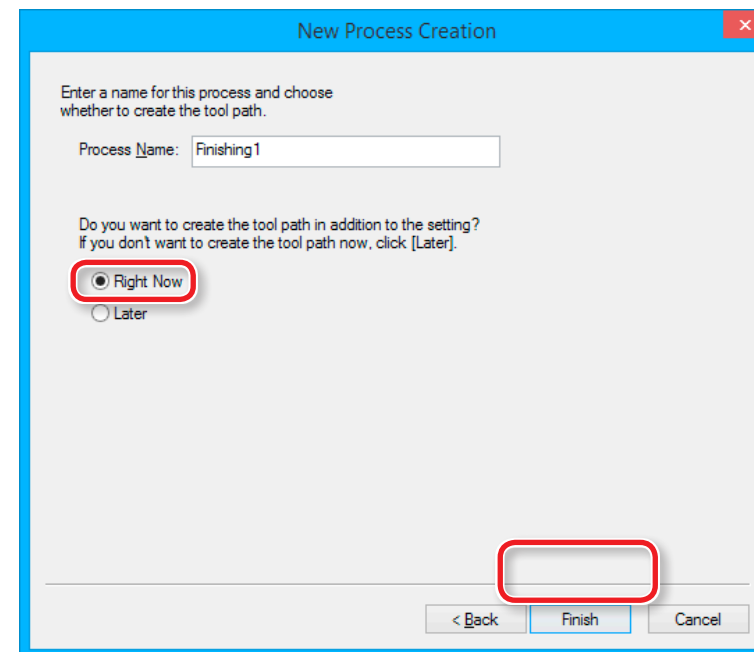 New Process Creation
Enter a name for this process and choose
whether to create the tool path.
Process Name: Finishing1
Do you want to create the tool path in addition to the setting?
If you don't want to create the tool path now, click [Later].
Right Now
Later
< Back Finish Cancel